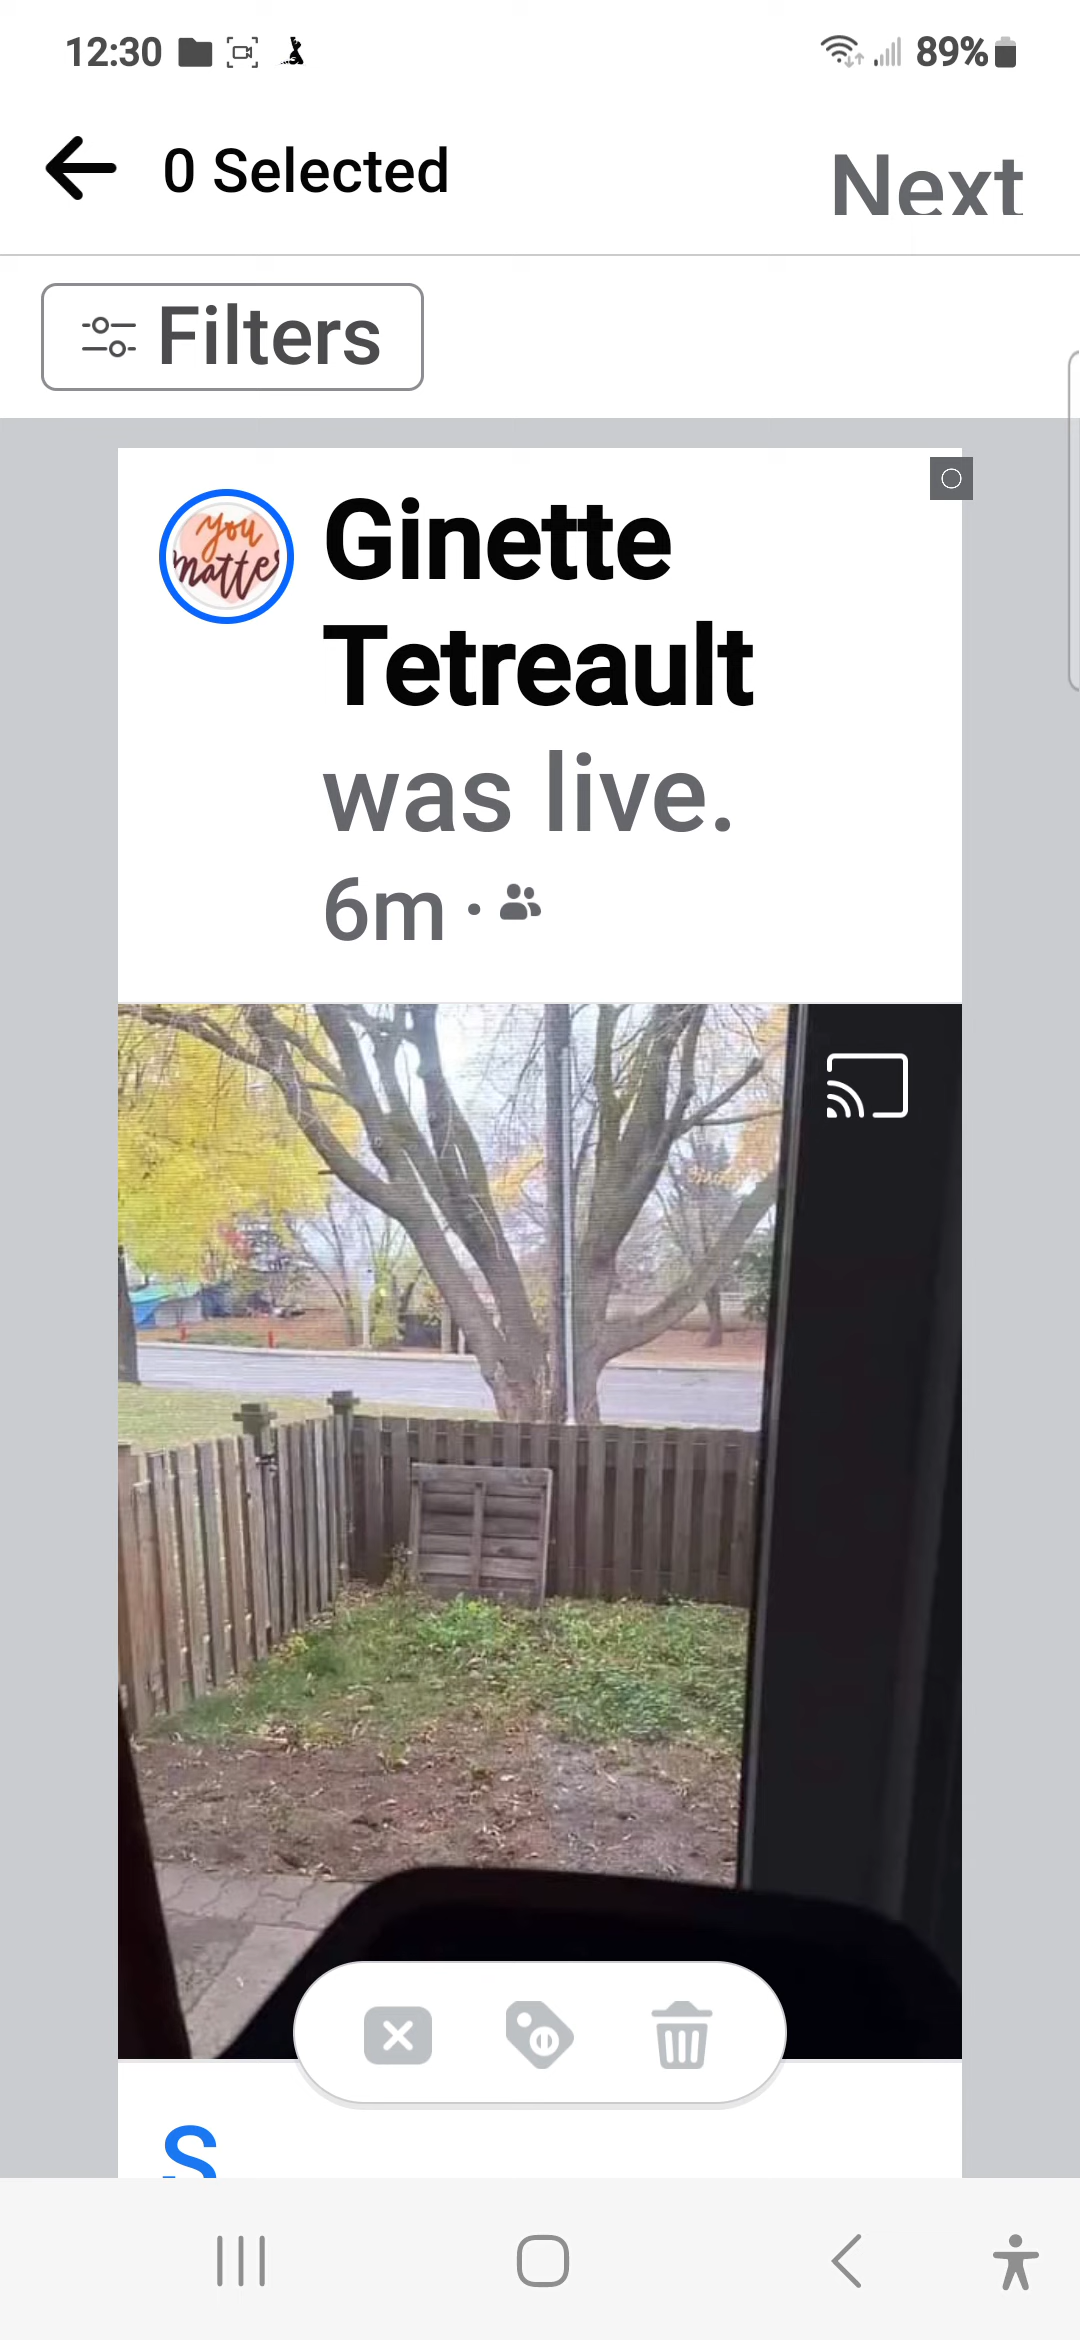 12:30
89%
0 Selected
Next
Filters
you
matter
Ginette
Tetreault
was live.
6m ·
S